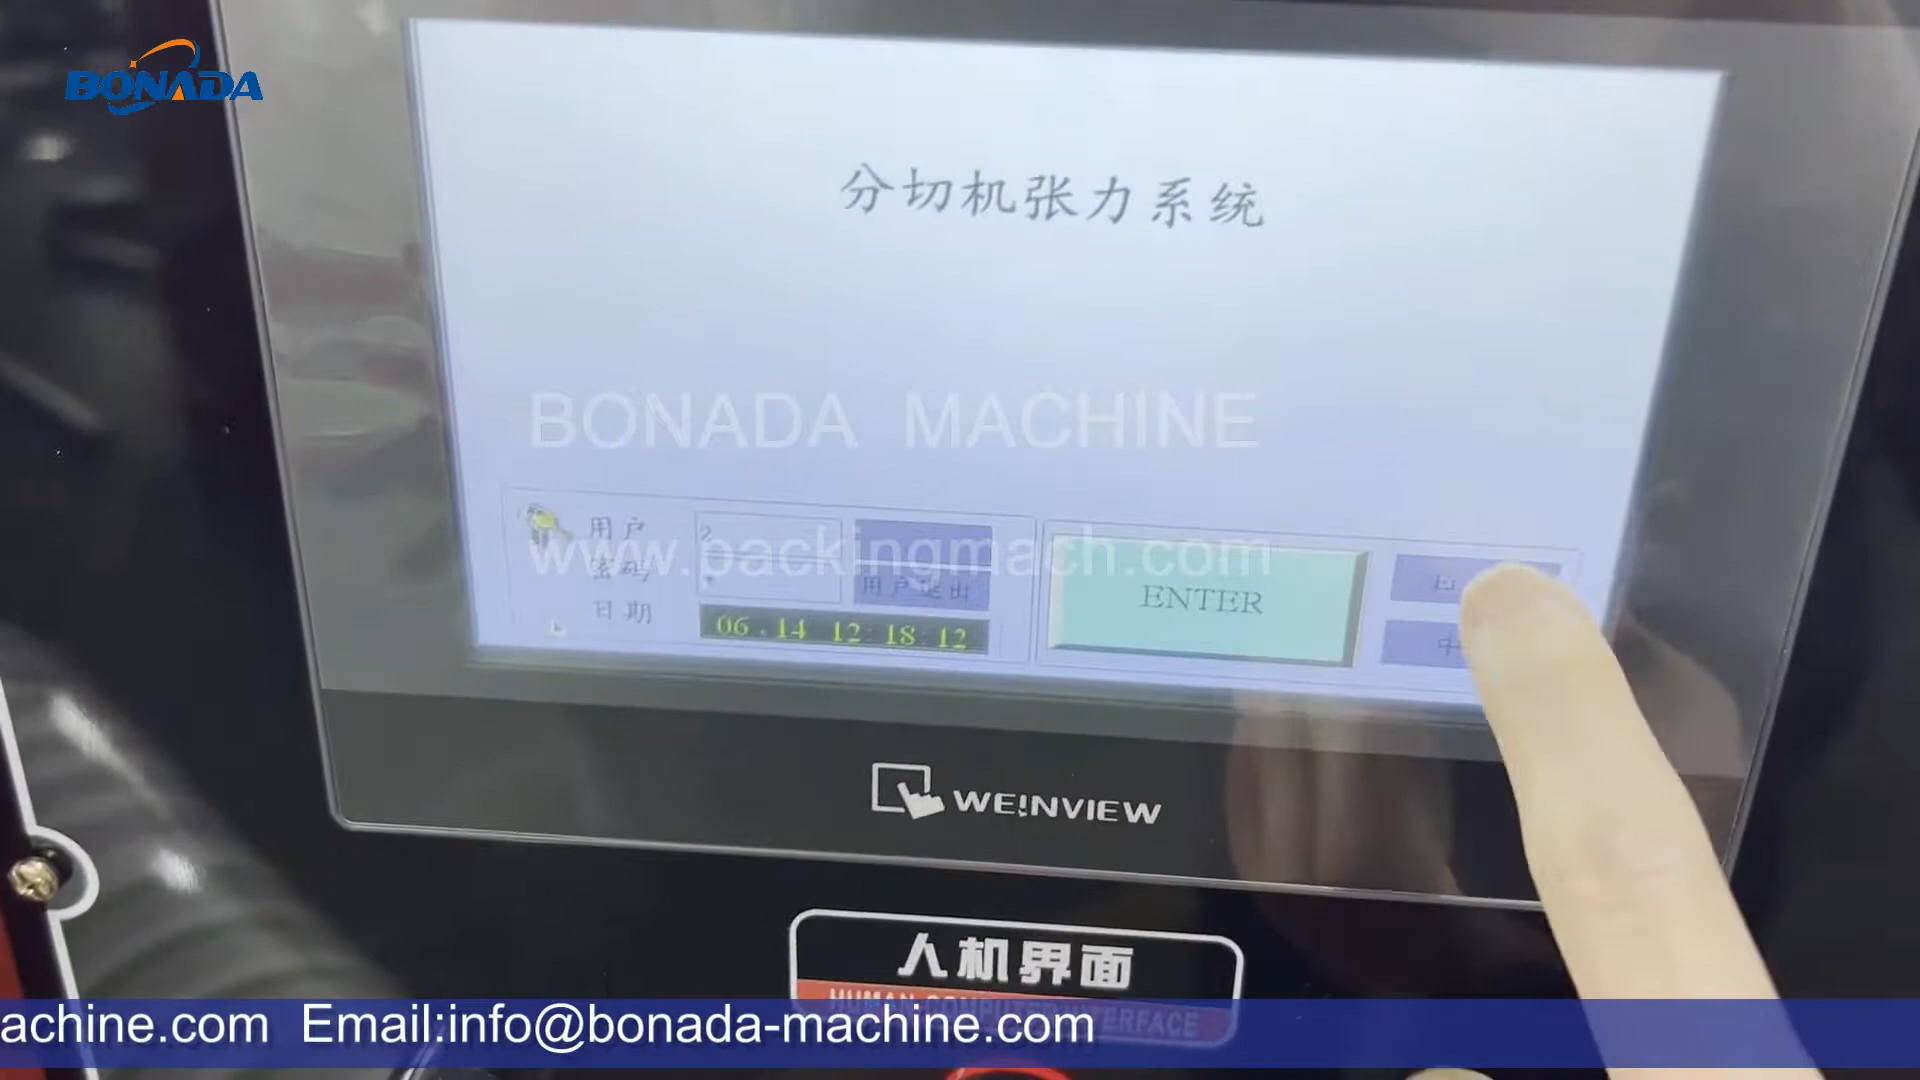 BONADA
分切机张力系统
BONADA MACHINE
www.packingmach.com
用户
2
密码
*
用户退出
日期
06.14 12:18:12
ENTER
中
WE!NVIEW
人机界面
HUMAN COMPUTER INTERFACE
achine.com Email:info@bonada-machine.com